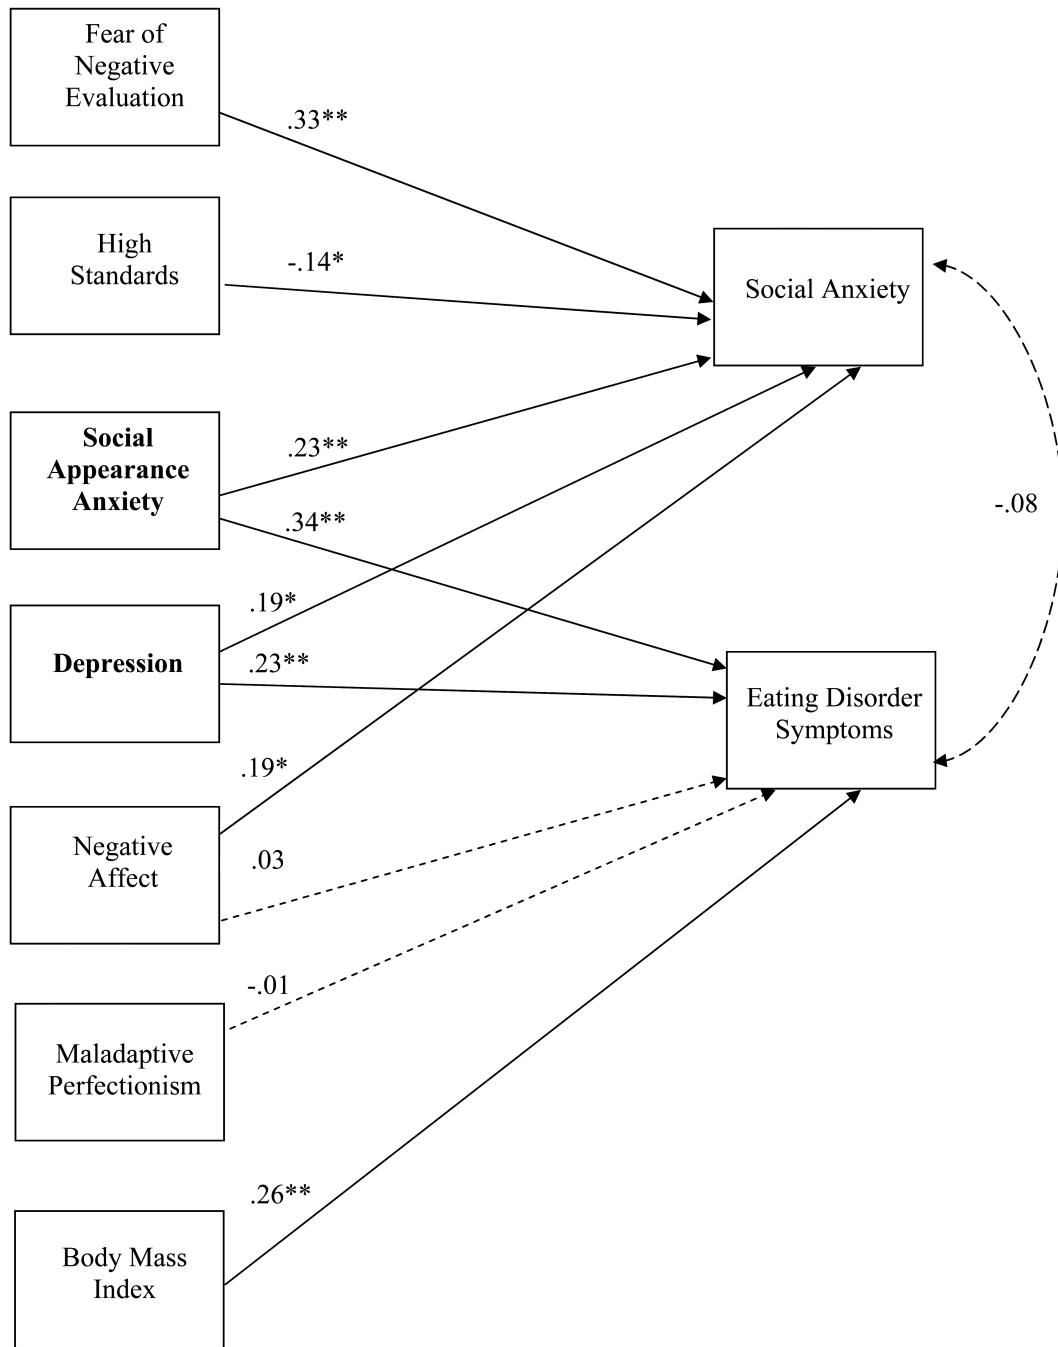 Fear of
Negative
Evaluation
.33**
High
Standards
-.14*
Social Anxiety
Social
Appearance
Anxiety
.23**
.34**
-.08
Depression
.19*
.23**
Eating Disorder
Symptoms
.19*
Negative
Affect
.03
-.01
Maladaptive
Perfectionism
.26**
Body Mass
Index